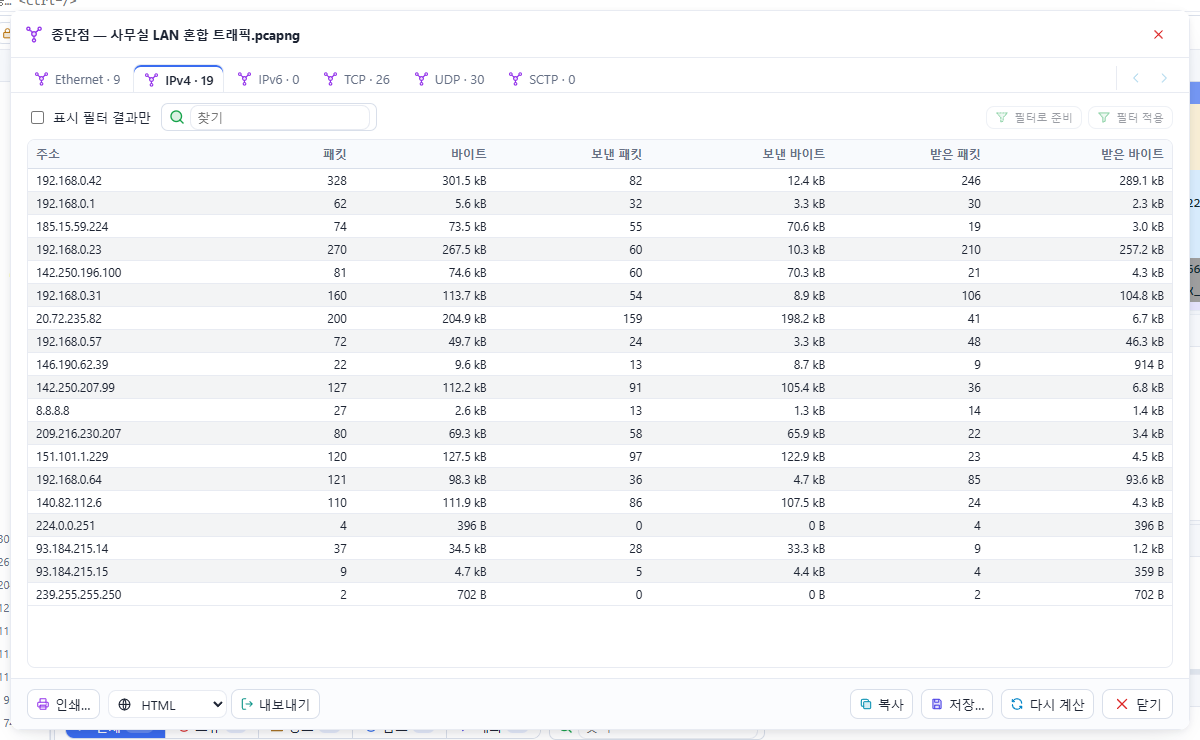 종단점 — 사무실 LAN 혼합 트래픽.pcapng
Ethernet · 9 IPv4 · 19 IPv6 · 0 TCP · 26 UDP · 30 SCTP · 0
표시 필터 결과만 찾기 필터로 준비 필터 적용
주소 패킷 바이트 보낸 패킷 보낸 바이트 받은 패킷 받은 바이트
192.168.0.42 328 301.5 kB 82 12.4 kB 246 289.1 kB
192.168.0.1 62 5.6 kB 32 3.3 kB 30 2.3 kB
185.15.59.224 74 73.5 kB 55 70.6 kB 19 3.0 kB
192.168.0.23 270 267.5 kB 60 10.3 kB 210 257.2 kB
142.250.196.100 81 74.6 kB 60 70.3 kB 21 4.3 kB
192.168.0.31 160 113.7 kB 54 8.9 kB 106 104.8 kB
20.72.235.82 200 204.9 kB 159 198.2 kB 41 6.7 kB
192.168.0.57 72 49.7 kB 24 3.3 kB 48 46.3 kB
146.190.62.39 22 9.6 kB 13 8.7 kB 9 914 B
142.250.207.99 127 112.2 kB 91 105.4 kB 36 6.8 kB
8.8.8.8 27 2.6 kB 13 1.3 kB 14 1.4 kB
209.216.230.207 80 69.3 kB 58 65.9 kB 22 3.4 kB
151.101.1.229 120 127.5 kB 97 122.9 kB 23 4.5 kB
192.168.0.64 121 98.3 kB 36 4.7 kB 85 93.6 kB
140.82.112.6 110 111.9 kB 86 107.5 kB 24 4.3 kB
224.0.0.251 4 396 B 0 0 B 4 396 B
93.184.215.14 37 34.5 kB 28 33.3 kB 9 1.2 kB
93.184.215.15 9 4.7 kB 5 4.4 kB 4 359 B
239.255.255.250 2 702 B 0 0 B 2 702 B
인쇄... HTML 내보내기 복사 저장... 다시 계산 닫기